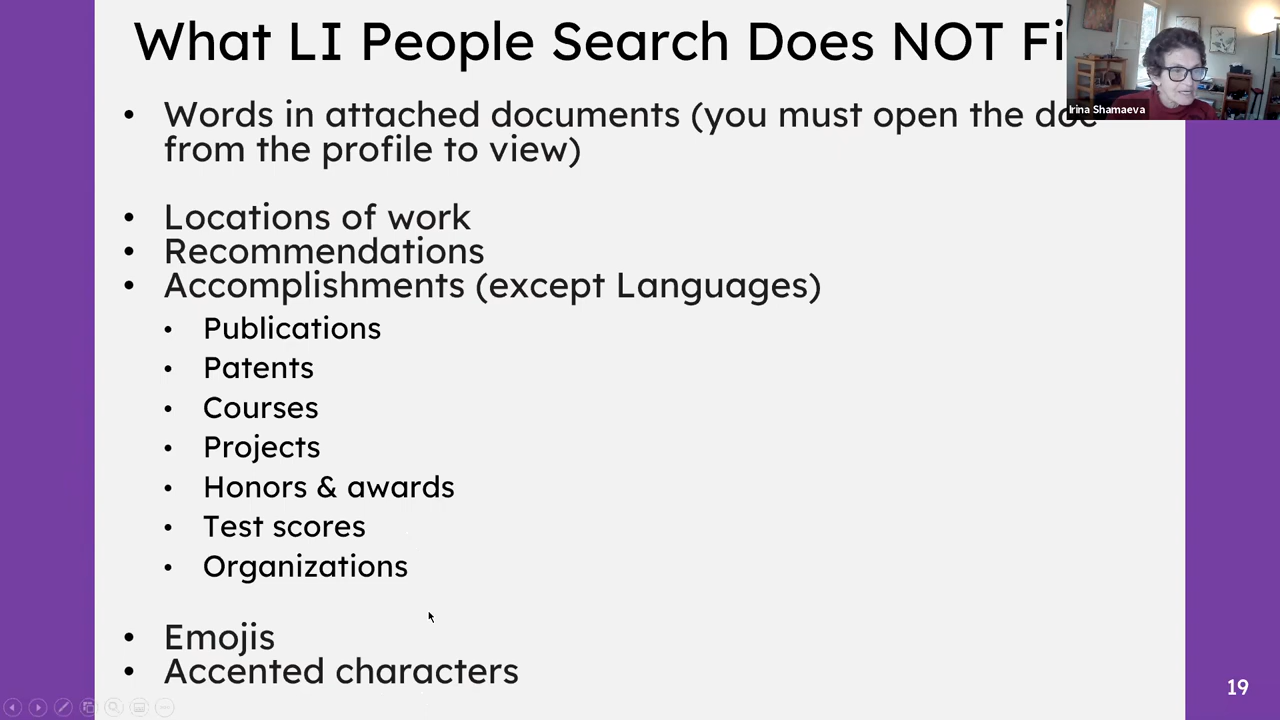 What LI People Search Does NOT Fi
Irina Shamaeva
• Words in attached documents (you must open the doc
from the profile to view)
• Locations of work
• Recommendations
• Accomplishments (except Languages)
• Publications
• Patents
• Courses
• Projects
• Honors & awards
• Test scores
• Organizations
• Emojis
• Accented characters
19